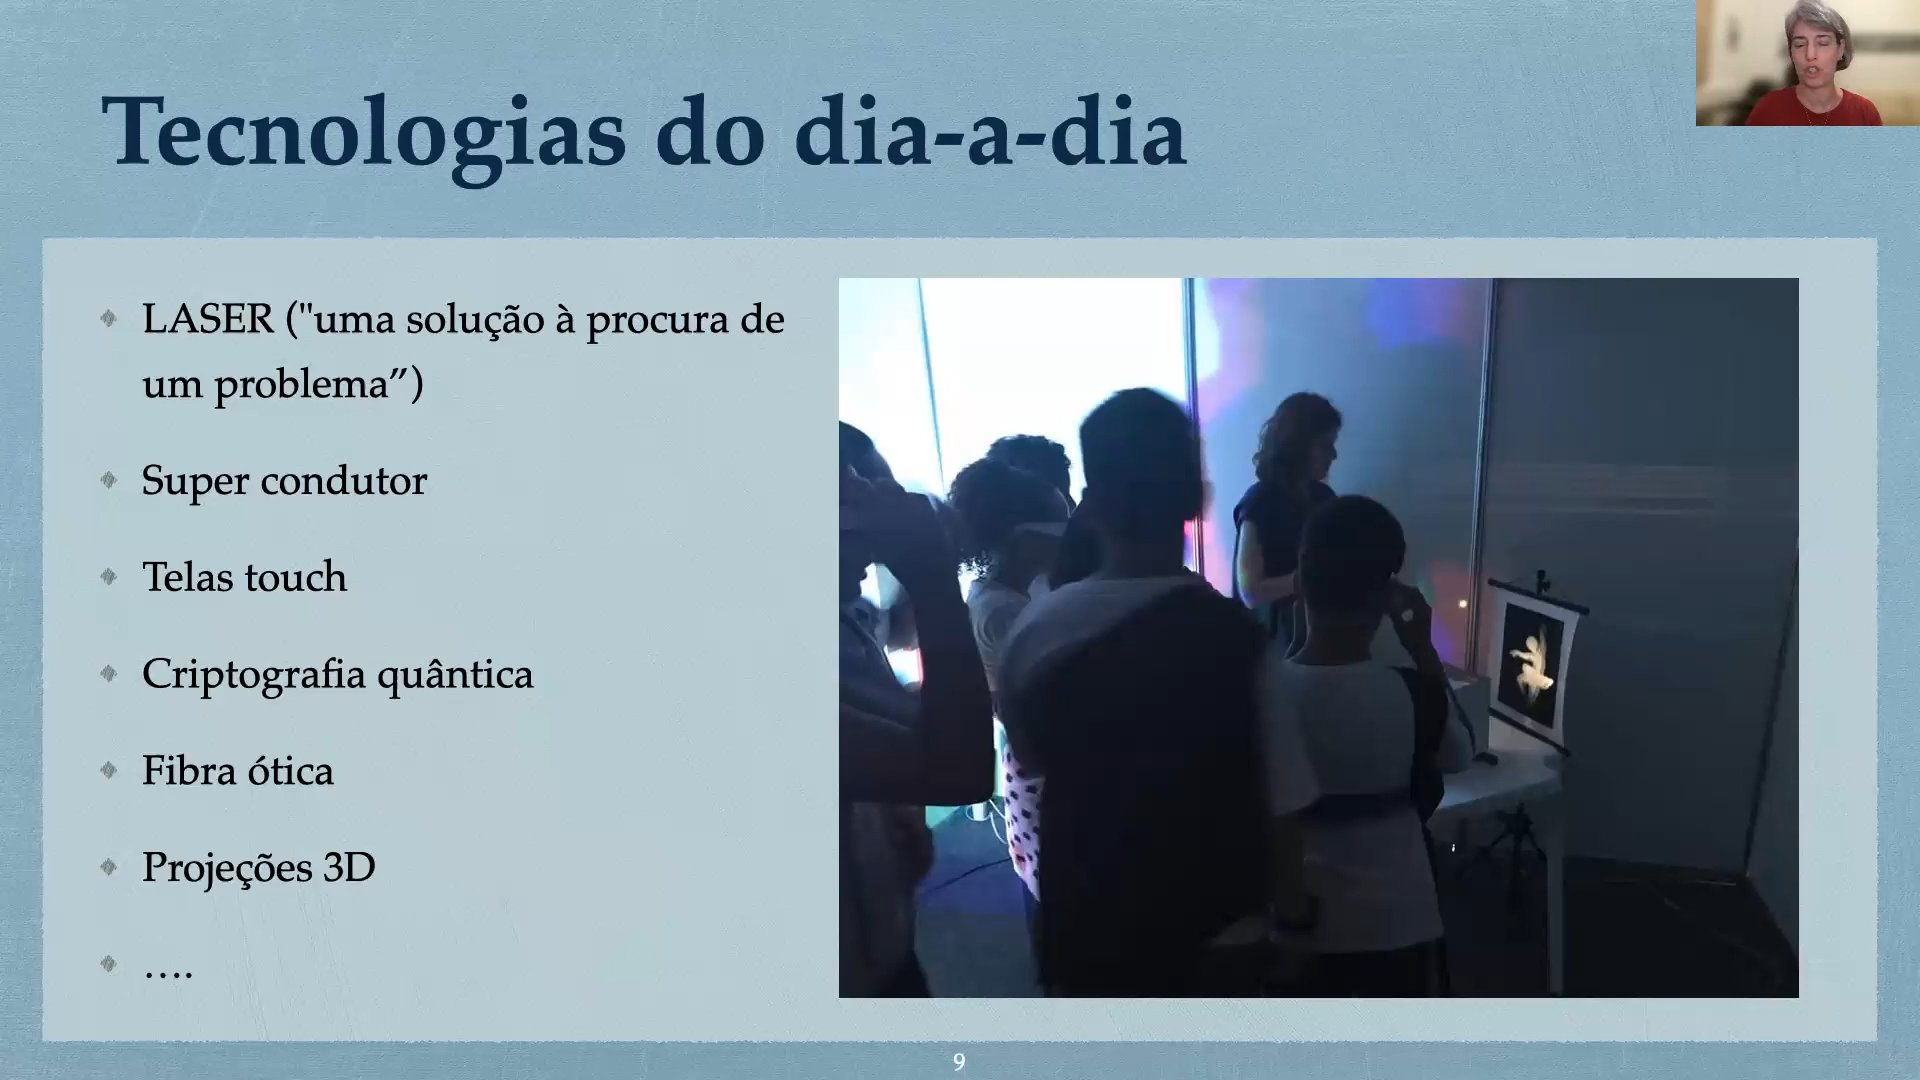 Tecnologias do dia-a-dia
LASER ("uma solução à procura de
um problema”)
Super condutor
Telas touch
Criptografia quântica
Fibra ótica
Projeções 3D
....
9